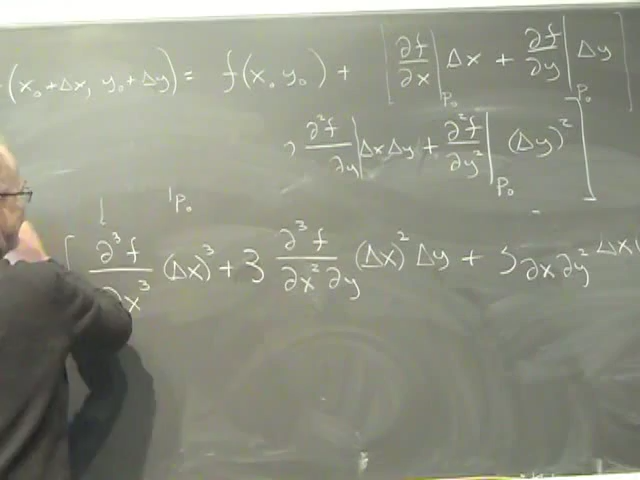 (x₀+Δx, y₀+Δy) = f(x₀ y₀) + [∂f/∂x |P₀ Δx + ∂f/∂y |P₀ Δy]
∂²f/∂y | Δx Δy + ∂²f/∂y² |P₀ (Δy)² ]
P₀
[ ∂³f/∂x³ (Δx)³ + 3 ∂³f/∂x²∂y (Δx)² Δy + 3 ∂x ∂y² Δx